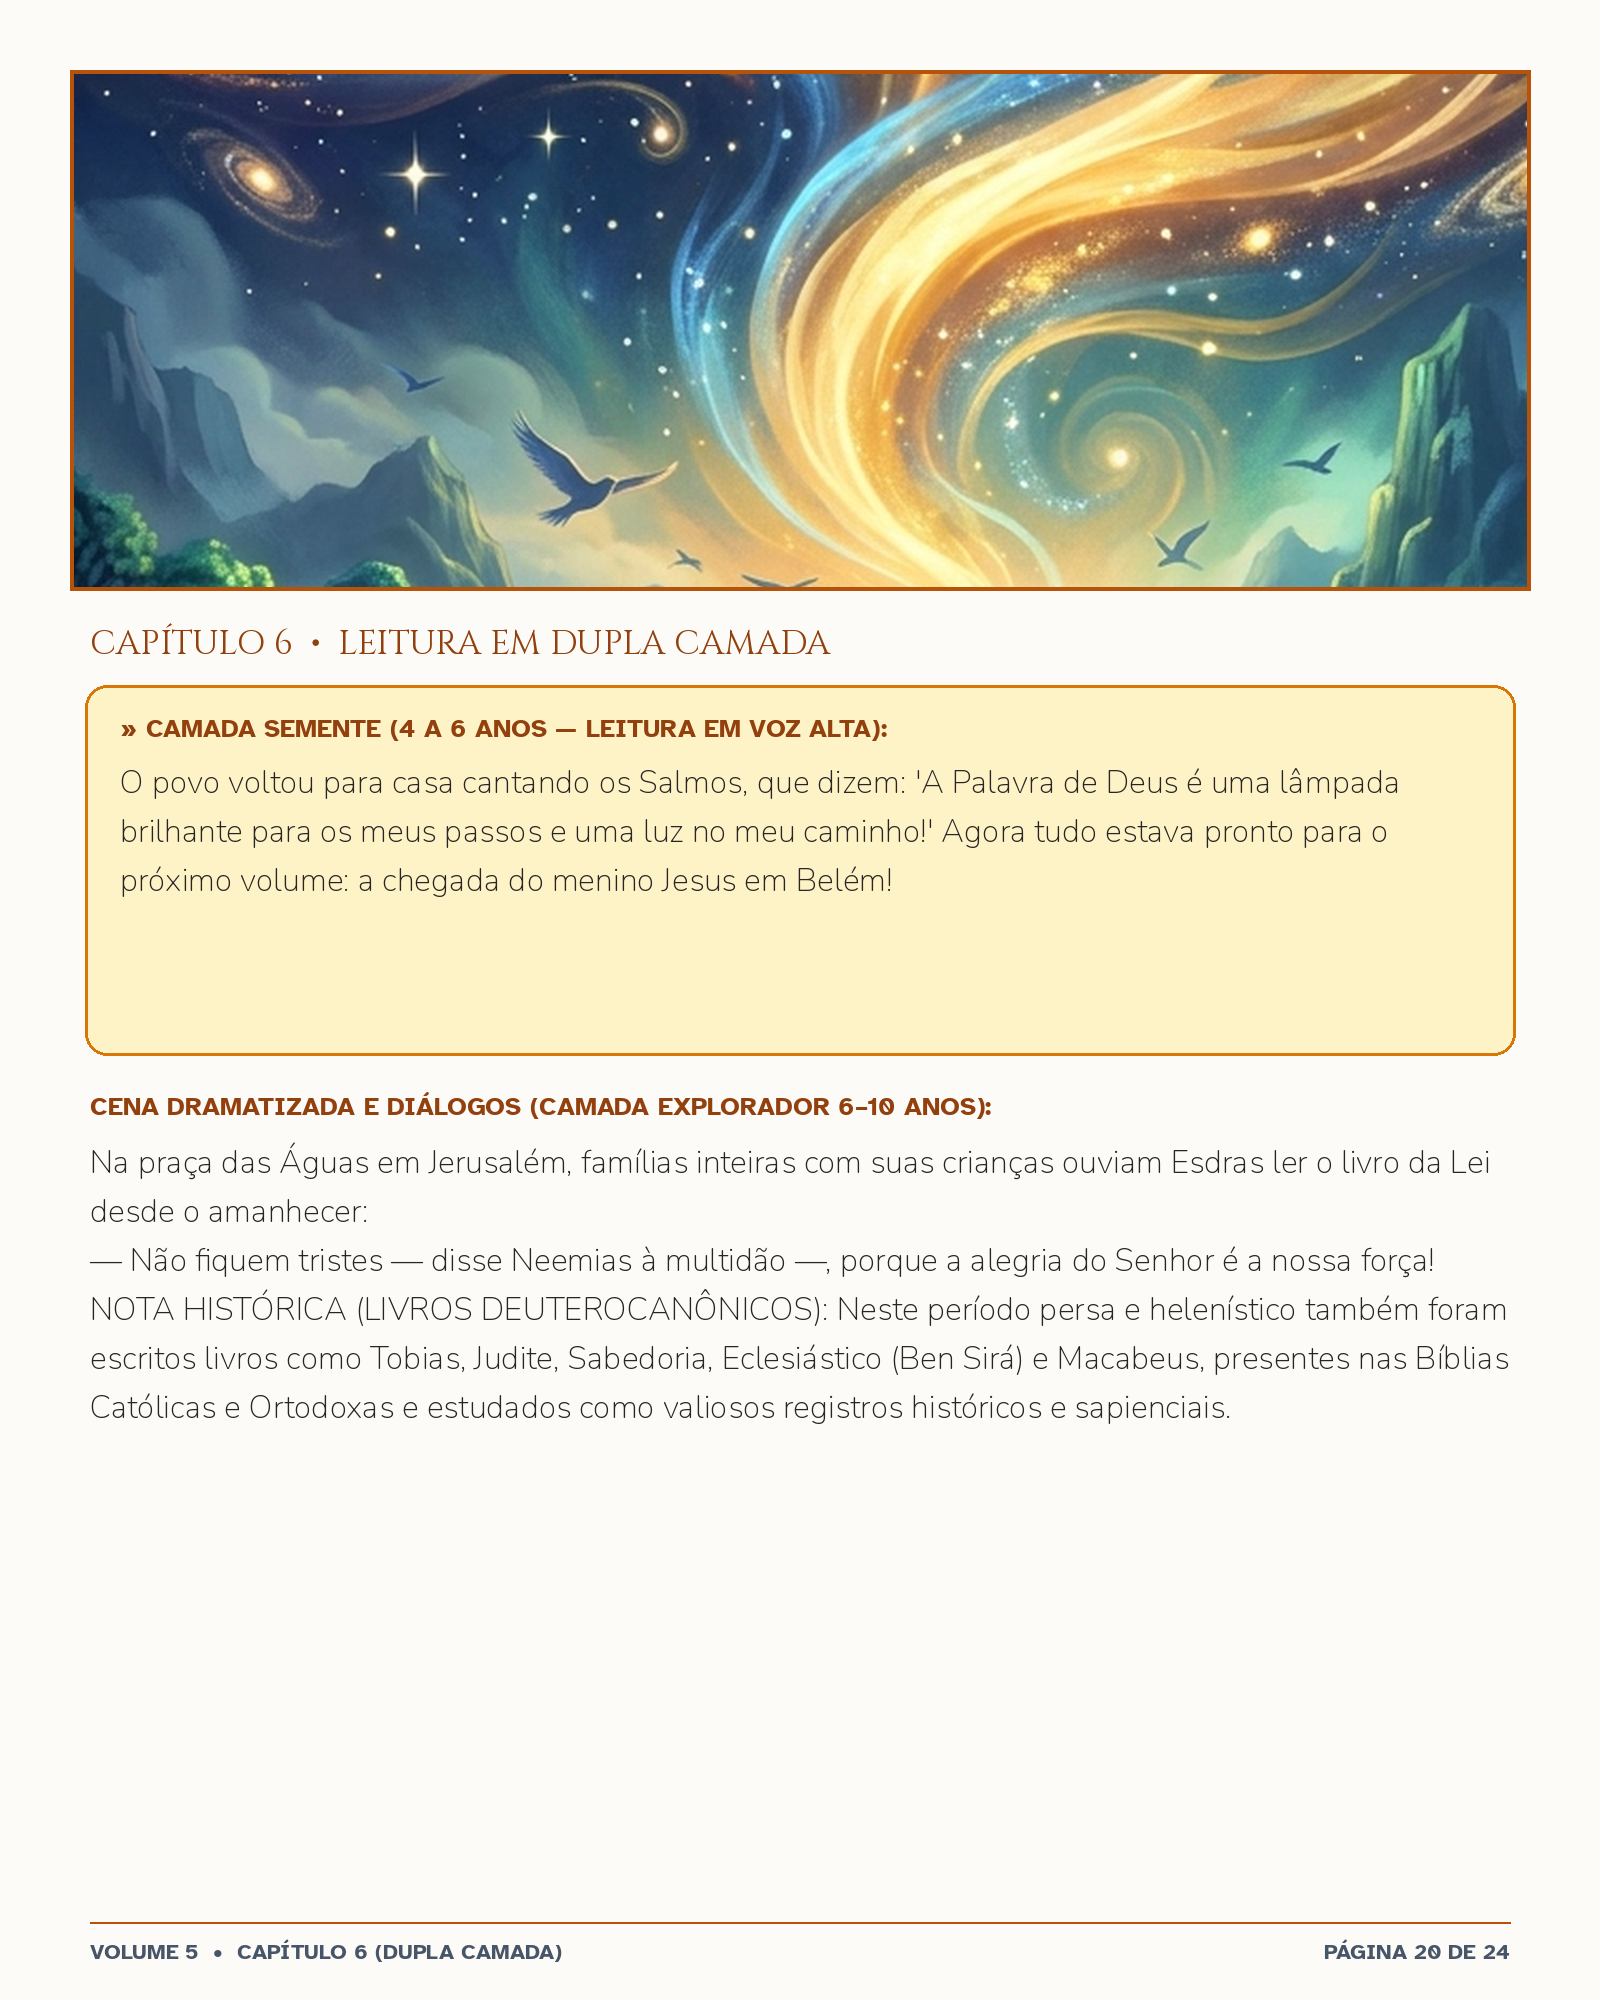 CAPÍTULO 6 • LEITURA EM DUPLA CAMADA
» CAMADA SEMENTE (4 A 6 ANOS — LEITURA EM VOZ ALTA):
O povo voltou para casa cantando os Salmos, que dizem: 'A Palavra de Deus é uma lâmpada
brilhante para os meus passos e uma luz no meu caminho!' Agora tudo estava pronto para o
próximo volume: a chegada do menino Jesus em Belém!
CENA DRAMATIZADA E DIÁLOGOS (CAMADA EXPLORADOR 6–10 ANOS):
Na praça das Águas em Jerusalém, famílias inteiras com suas crianças ouviam Esdras ler o livro da Lei
desde o amanhecer:
— Não fiquem tristes — disse Neemias à multidão —, porque a alegria do Senhor é a nossa força!
NOTA HISTÓRICA (LIVROS DEUTEROCANÔNICOS): Neste período persa e helenístico também foram
escritos livros como Tobias, Judite, Sabedoria, Eclesiástico (Ben Sirá) e Macabeus, presentes nas Bíblias
Católicas e Ortodoxas e estudados como valiosos registros históricos e sapienciais.
VOLUME 5 • CAPÍTULO 6 (DUPLA CAMADA)
PÁGINA 20 DE 24